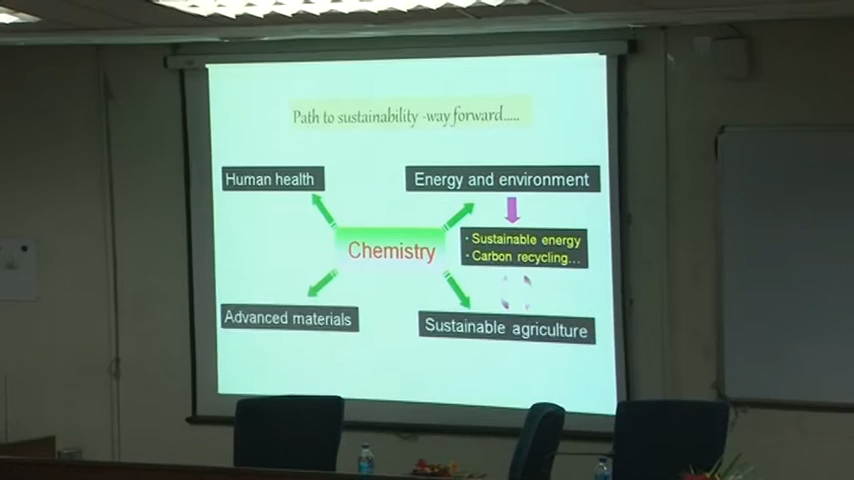 Path to sustainability -way forward.....
Human health
Energy and environment
Chemistry
· Sustainable energy
· Carbon recycling...
Advanced materials
Sustainable agriculture